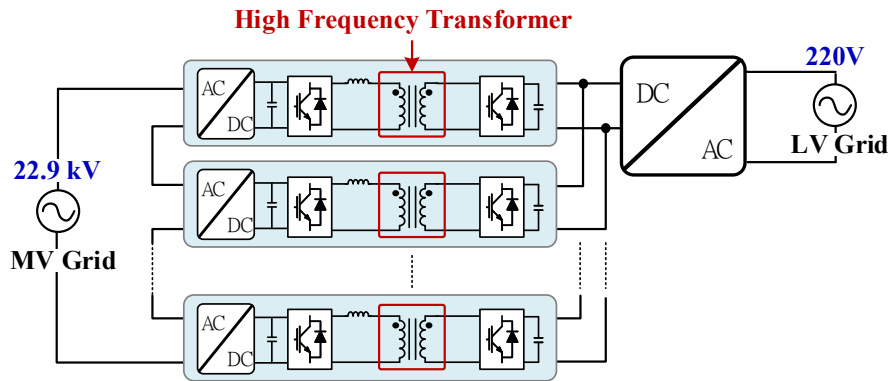 High Frequency Transformer
AC
DC
DC
AC
220V
LV Grid
22.9 kV
MV Grid
AC
DC
AC
DC